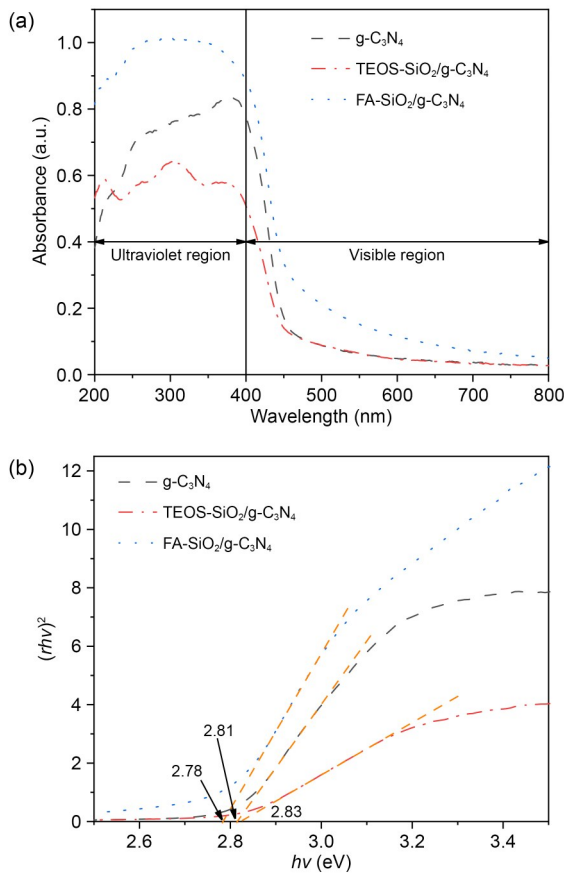 (a)
g-C₃N₄
TEOS-SiO₂/g-C₃N₄
FA-SiO₂/g-C₃N₄
1.0
0.8
0.6
0.4
0.2
0.0
Absorbance (a.u.)
Ultraviolet region
Visible region
200 300 400 500 600 700 800
Wavelength (nm)
(b)
g-C₃N₄
TEOS-SiO₂/g-C₃N₄
FA-SiO₂/g-C₃N₄
12
10
8
6
4
2
0
(rhv)²
2.81
2.78
2.83
2.6 2.8 3.0 3.2 3.4
hv (eV)